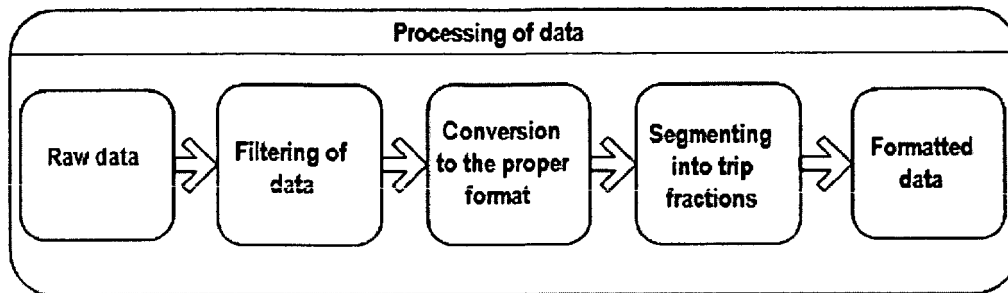 Processing of data
Raw data
Filtering of
data
Conversion
to the proper
format
Segmenting
into trip
fractions
Formatted
data